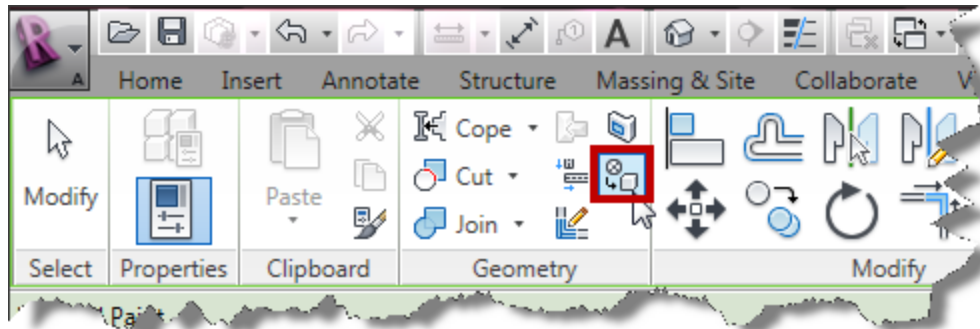 A
Home Insert Annotate Structure Massing & Site Collaborate
Modify Paste Cope Cut Join
Select Properties Clipboard Geometry Modify